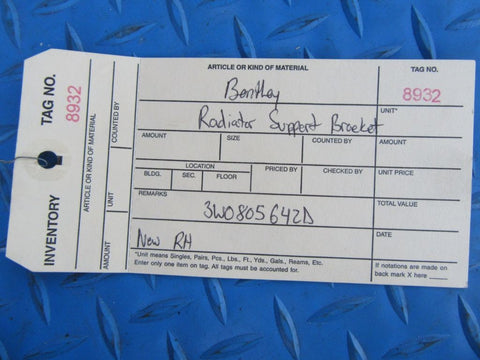 INVENTORY TAG NO. 8932
ARTICLE OR KIND OF MATERIAL
AMOUNT UNIT COUNTED BY
ARTICLE OR KIND OF MATERIAL TAG NO.
Bentley 8932
UNIT*
Radiator Support Bracket
AMOUNT SIZE COUNTED BY UNIT PRICE
LOCATION PRICED BY CHECKED BY
BLDG. SEC. FLOOR
REMARKS TOTAL VALUE
3W0805642D
DATE
New RH
*Unit means Singles, Pairs, Pcs., Lbs., Ft., Yds., Gals., Reams, Etc.
Enter only one item on tag. All tags must be accounted for.
If notations are made on
back mark X here